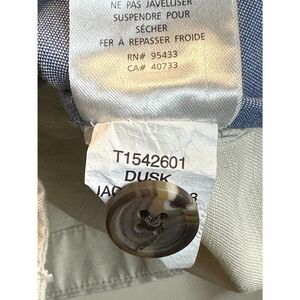 NE PAS JAVELLISER
SUSPENDRE POUR
SÉCHER
FER À REPASSER FROIDE
RN# 95433
CA# 40733
T1542601
DUSK